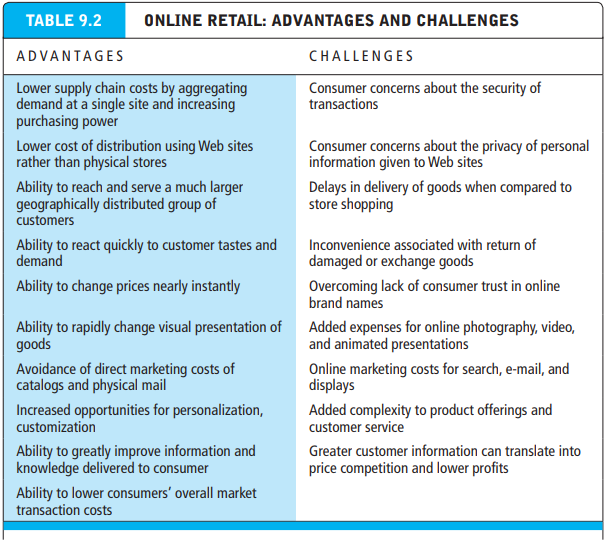 TABLE 9.2 ONLINE RETAIL: ADVANTAGES AND CHALLENGES
ADVANTAGES CHALLENGES
Lower supply chain costs by aggregating
demand at a single site and increasing
purchasing power
Consumer concerns about the security of
transactions
Lower cost of distribution using Web sites
rather than physical stores
Consumer concerns about the privacy of personal
information given to Web sites
Ability to reach and serve a much larger
geographically distributed group of
customers
Delays in delivery of goods when compared to
store shopping
Ability to react quickly to customer tastes and
demand
Inconvenience associated with return of
damaged or exchange goods
Ability to change prices nearly instantly
Overcoming lack of consumer trust in online
brand names
Ability to rapidly change visual presentation of
goods
Added expenses for online photography, video,
and animated presentations
Avoidance of direct marketing costs of
catalogs and physical mail
Online marketing costs for search, e-mail, and
displays
Increased opportunities for personalization,
customization
Added complexity to product offerings and
customer service
Ability to greatly improve information and
knowledge delivered to consumer
Greater customer information can translate into
price competition and lower profits
Ability to lower consumers’ overall market
transaction costs